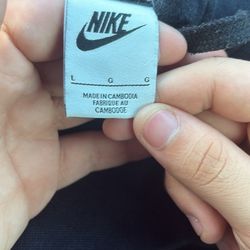 NIKE
L G G
MADE IN CAMBODIA
FABRIQUE AU
CAMBODGE